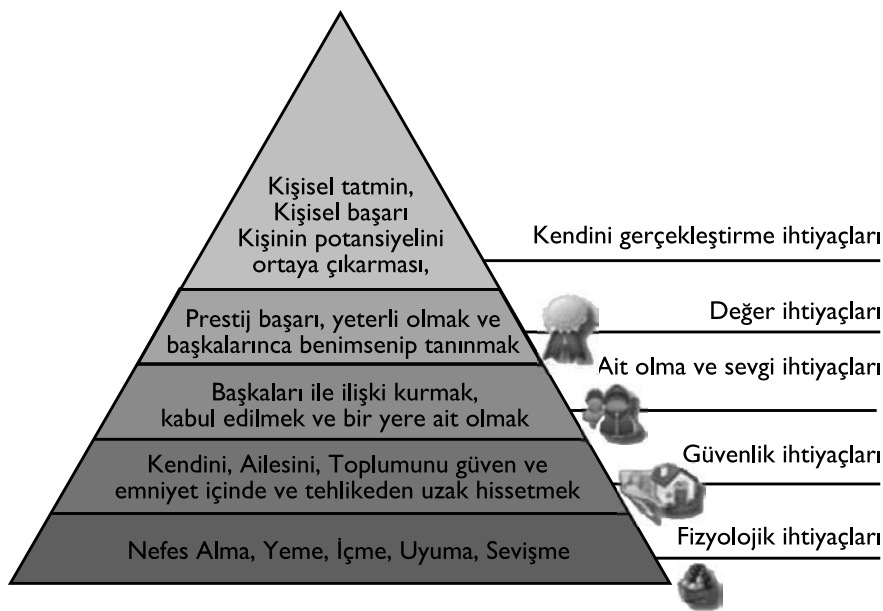 Kişisel tatmin,
Kişisel başarı
Kişinin potansiyelini
ortaya çıkarması,
Kendini gerçekleştirme ihtiyaçları
Prestij başarı, yeterli olmak ve
başkalarınca benimsenip tanınmak
Değer ihtiyaçları
Başkaları ile ilişki kurmak,
kabul edilmek ve bir yere ait olmak
Ait olma ve sevgi ihtiyaçları
Kendini, Ailesini, Toplumunu güven ve
emniyet içinde ve tehlikeden uzak hissetmek
Güvenlik ihtiyaçları
Nefes Alma, Yeme, İçme, Uyuma, Sevişme
Fizyolojik ihtiyaçları